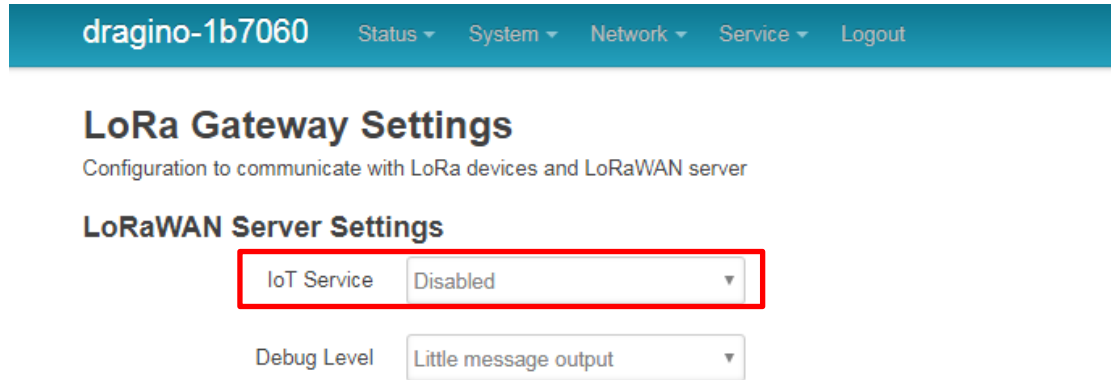 dragino-1b7060 Status System Network Service Logout
LoRa Gateway Settings
Configuration to communicate with LoRa devices and LoRaWAN server
LoRaWAN Server Settings
IoT Service Disabled
Debug Level Little message output